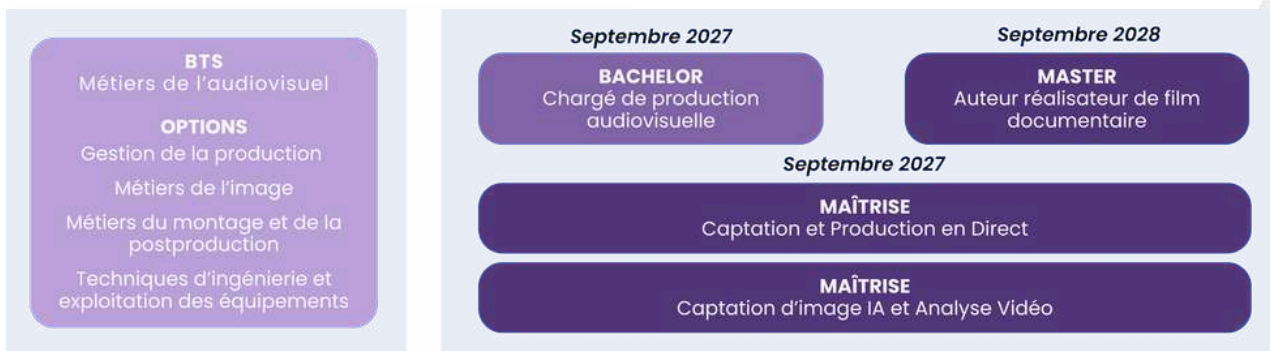 BTS
Métiers de l'audiovisuel
OPTIONS
Gestion de la production
Métiers de l'image
Métiers du montage et de la
postproduction
Techniques d'ingénierie et
exploitation des équipements
Septembre 2027
BACHELOR
Chargé de production
audiovisuelle
Septembre 2028
MASTER
Auteur réalisateur de film
documentaire
Septembre 2027
MAÎTRISE
Captation et Production en Direct
MAÎTRISE
Captation d'image IA et Analyse Vidéo